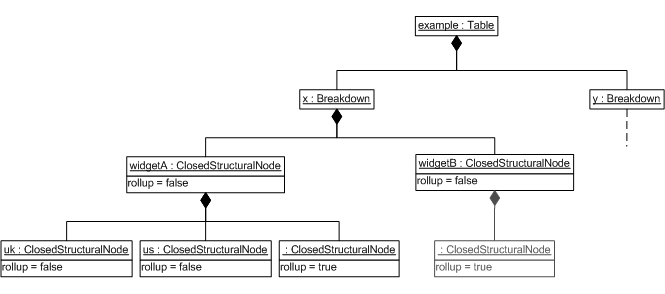 example : Table
x : Breakdown
y : Breakdown
widgetA : ClosedStructuralNode
rollup = false
widgetB : ClosedStructuralNode
rollup = false
uk : ClosedStructuralNode
rollup = false
us : ClosedStructuralNode
rollup = false
: ClosedStructuralNode
rollup = true
: ClosedStructuralNode
rollup = true